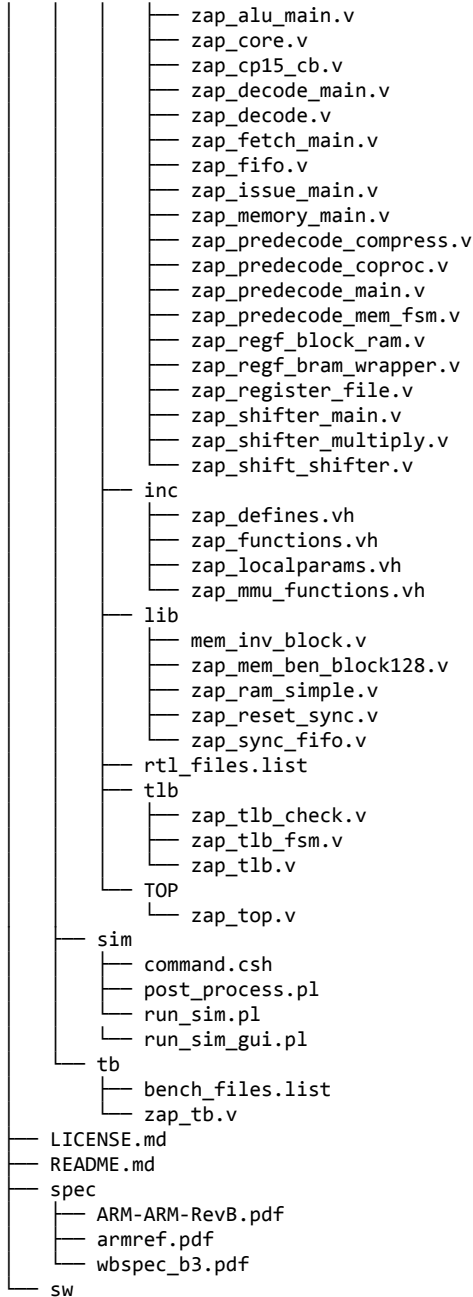 │   │   │   ├── zap_alu_main.v
│   │   │   ├── zap_core.v
│   │   │   ├── zap_cp15_cb.v
│   │   │   ├── zap_decode_main.v
│   │   │   ├── zap_decode.v
│   │   │   ├── zap_fetch_main.v
│   │   │   ├── zap_fifo.v
│   │   │   ├── zap_issue_main.v
│   │   │   ├── zap_memory_main.v
│   │   │   ├── zap_predecode_compress.v
│   │   │   ├── zap_predecode_coproc.v
│   │   │   ├── zap_predecode_main.v
│   │   │   ├── zap_predecode_mem_fsm.v
│   │   │   ├── zap_regf_block_ram.v
│   │   │   ├── zap_regf_bram_wrapper.v
│   │   │   ├── zap_register_file.v
│   │   │   ├── zap_shifter_main.v
│   │   │   ├── zap_shifter_multiply.v
│   │   │   └── zap_shift_shifter.v
│   │   ├── inc
│   │   │   ├── zap_defines.vh
│   │   │   ├── zap_functions.vh
│   │   │   ├── zap_localparams.vh
│   │   │   └── zap_mmu_functions.vh
│   │   ├── lib
│   │   │   ├── mem_inv_block.v
│   │   │   ├── zap_mem_ben_block128.v
│   │   │   ├── zap_ram_simple.v
│   │   │   ├── zap_reset_sync.v
│   │   │   └── zap_sync_fifo.v
│   │   ├── rtl_files.list
│   │   ├── tlb
│   │   │   ├── zap_tlb_check.v
│   │   │   ├── zap_tlb_fsm.v
│   │   │   └── zap_tlb.v
│   │   └── TOP
│   │       └── zap_top.v
│   ├── sim
│   │   ├── command.csh
│   │   ├── post_process.pl
│   │   ├── run_sim.pl
│   │   └── run_sim_gui.pl
│   └── tb
│       ├── bench_files.list
│       └── zap_tb.v
├── LICENSE.md
├── README.md
├── spec
│   ├── ARM-ARM-RevB.pdf
│   ├── armref.pdf
│   └── wbspec_b3.pdf
└── sw